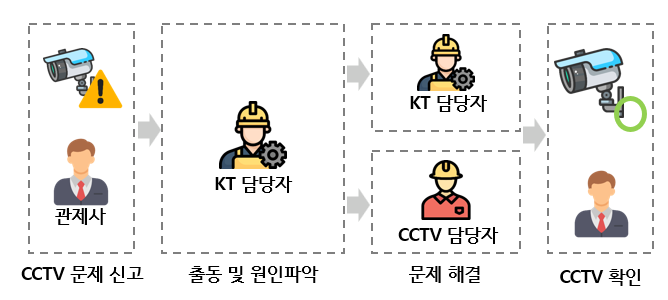 관제사
KT 담당자
KT 담당자
CCTV 담당자
CCTV 문제 신고
출동 및 원인파악
문제 해결
CCTV 확인